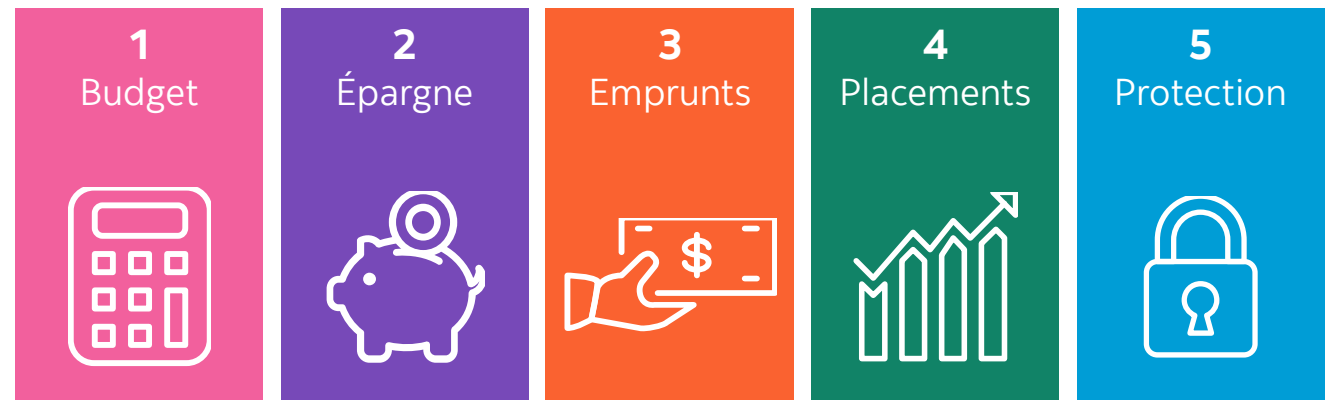 1
Budget
2
Épargne
3
Emprunts
$
4
Placements
5
Protection